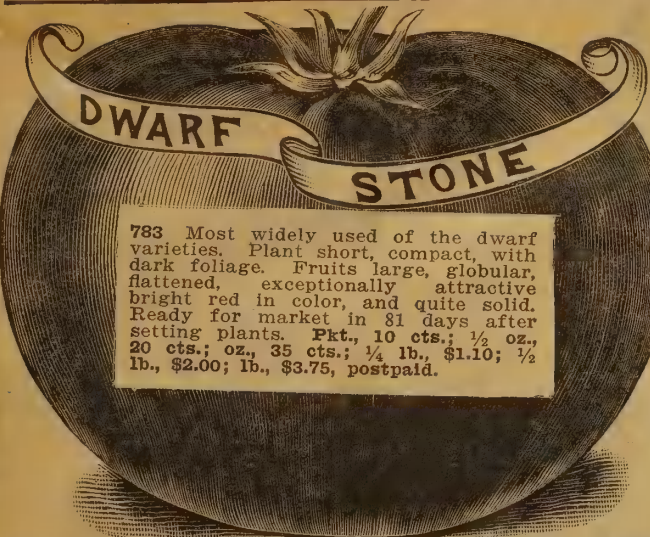 DWARF
STONE
783 Most widely used of the dwarf
varieties. Plant short, compact, with
dark foliage. Fruits large, globular,
flattened, exceptionally attractive
bright red in color, and quite solid.
Ready for market in 81 days after
setting plants. Pkt., 10 cts.; ½ oz.,
20 cts.; oz., 35 cts.; ¼ lb., $1.10; ½
lb., $2.00; lb., $3.75, postpaid.